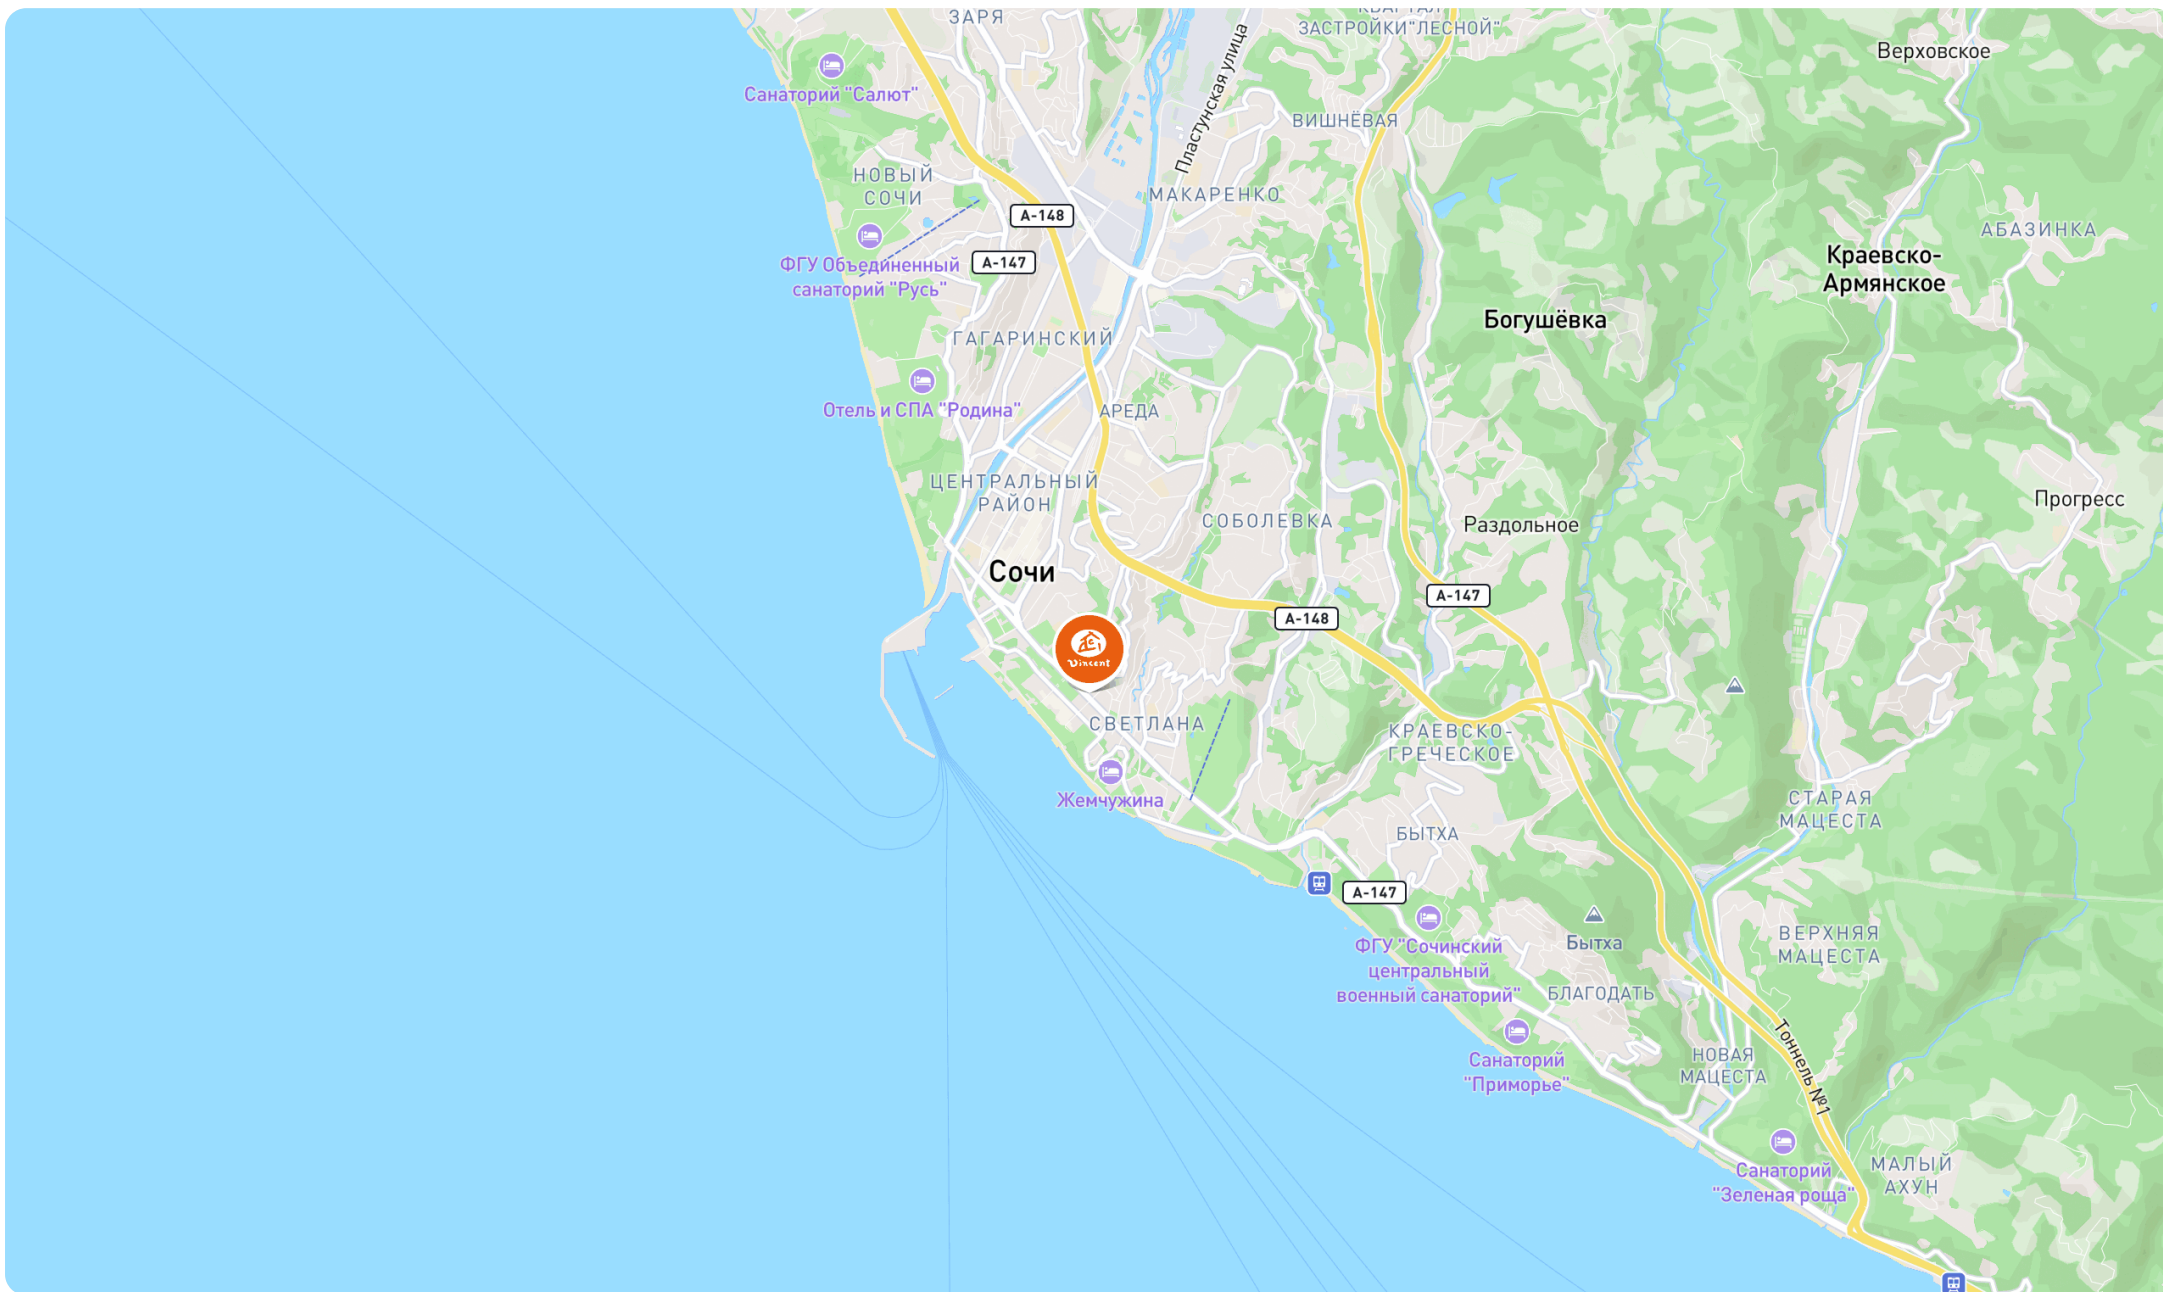 ЗАРЯ
КВАРТАЛ
ЗАСТРОЙКИ"ЛЕСНОЙ"
Верховское
Санаторий "Салют"
Пластунская улица
ВИШНЁВАЯ
НОВЫЙ
СОЧИ
МАКАРЕНКО
А-148
АБАЗИНКА
А-147
ФГУ Объединенный
санаторий "Русь"
Краевско-
Армянское
Богушёвка
ГАГАРИНСКИЙ
Отель и СПА "Родина"
АРЕДА
ЦЕНТРАЛЬНЫЙ
РАЙОН
Прогресс
СОБОЛЕВКА
Раздольное
Сочи
А-147
А-148
Vincent
СВЕТЛАНА
КРАЕВСКО-
ГРЕЧЕСКОЕ
Жемчужина
СТАРАЯ
МАЦЕСТА
БЫТХА
А-147
ФГУ "Сочинский
центральный
военный санаторий"
Бытха
ВЕРХНЯЯ
МАЦЕСТА
БЛАГОДАТЬ
Санаторий
"Приморье"
НОВАЯ
МАЦЕСТА
Тоннель №1
Санаторий
"Зеленая роща"
МАЛЫЙ
АХУН